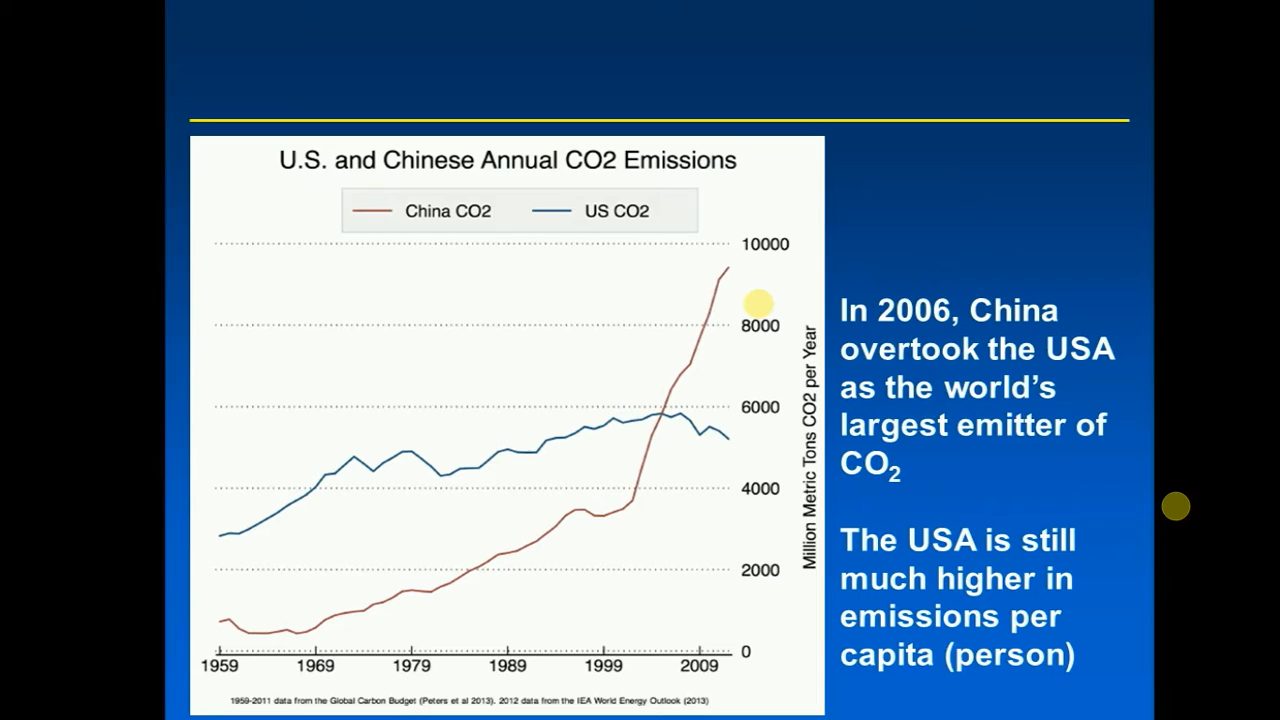 U.S. and Chinese Annual CO2 Emissions
China CO2 US CO2
10000
8000
6000
4000
2000
0
Million Metric Tons CO2 per Year
1959 1969 1979 1989 1999 2009
1959-2011 data from the Global Carbon Budget (Peters et al 2013). 2012 data from the IEA World Energy Outlook (2013)
In 2006, China
overtook the USA
as the world’s
largest emitter of
CO2
The USA is still
much higher in
emissions per
capita (person)